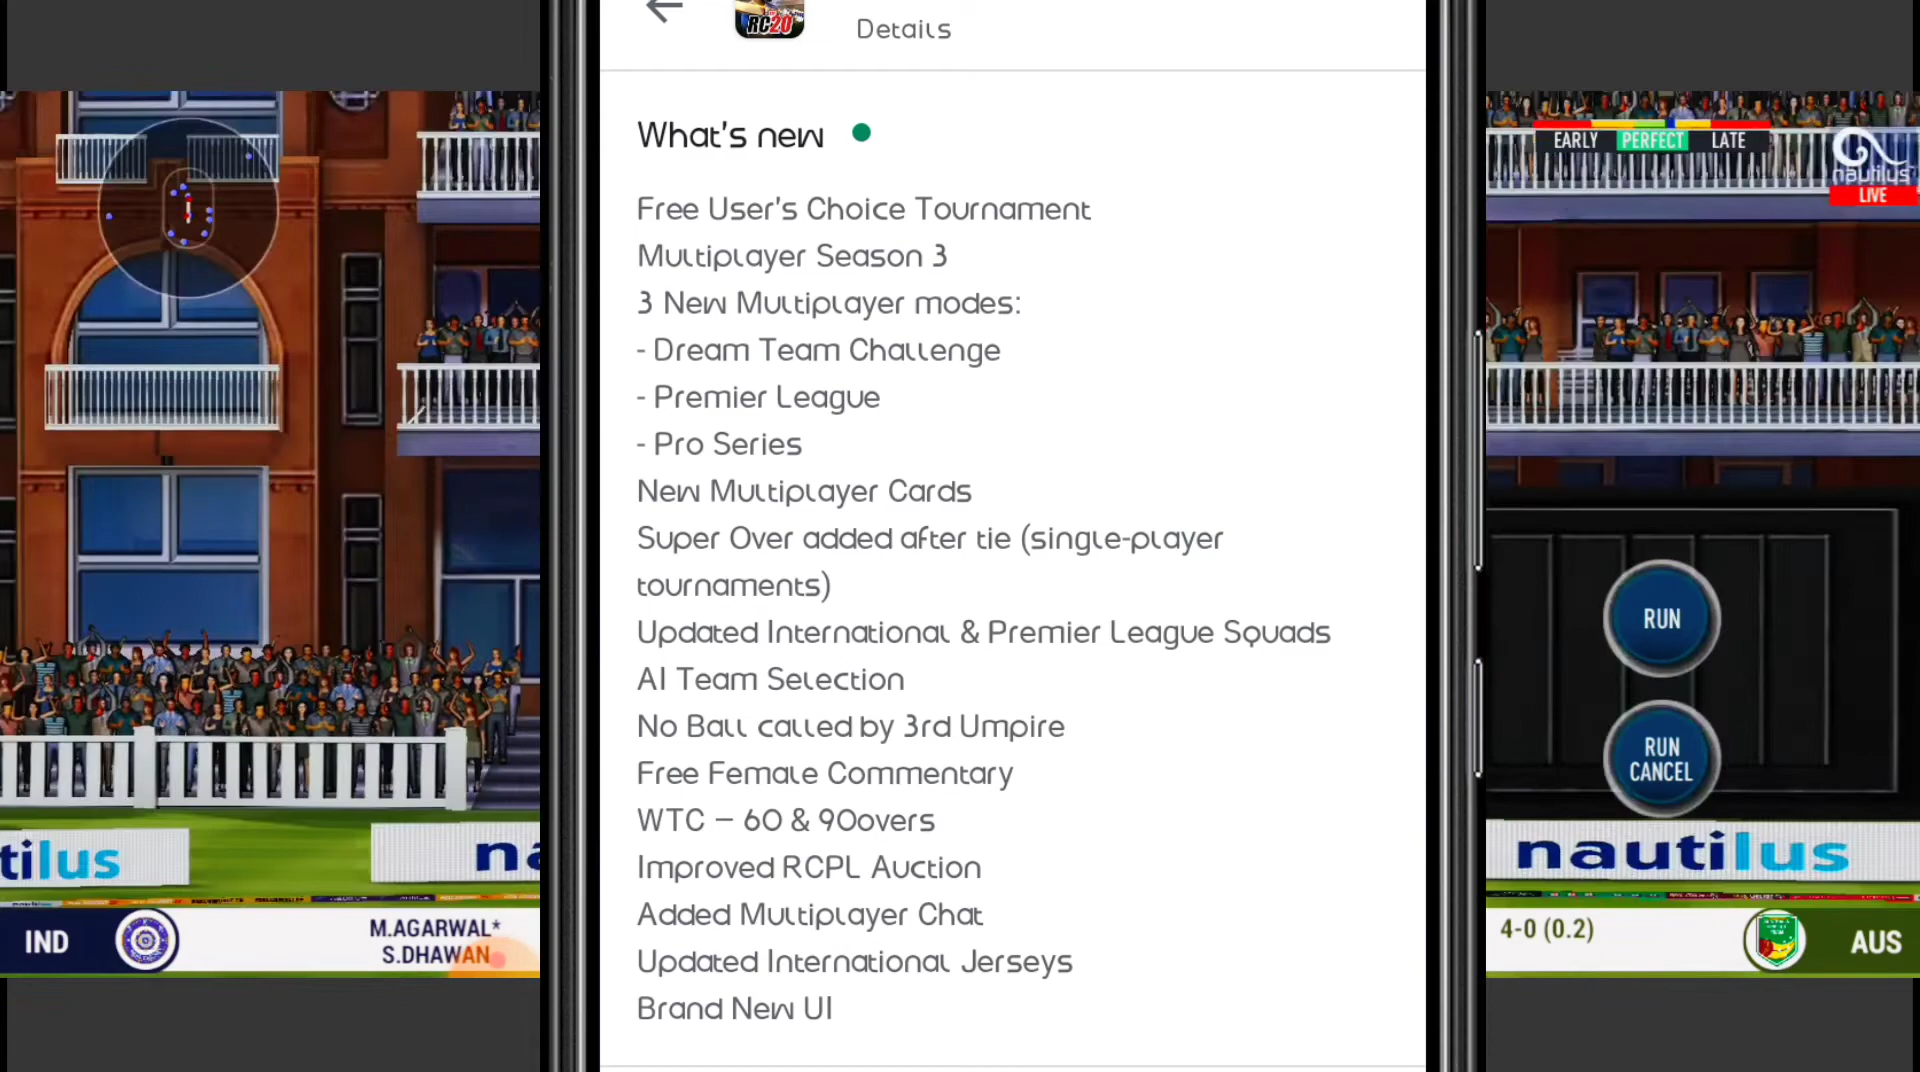 RC20
Details
What's new
Free User's Choice Tournament
Multiplayer Season 3
3 New Multiplayer modes:
- Dream Team Challenge
- Premier League
- Pro Series
New Multiplayer Cards
Super Over added after tie (single-player
tournaments)
Updated International & Premier League Squads
AI Team Selection
No Ball called by 3rd Umpire
Free Female Commentary
WTC – 60 & 90overs
Improved RCPL Auction
Added Multiplayer Chat
Updated International Jerseys
Brand New UI
tilus
na
IND
M.AGARWAL*
S.DHAWAN
EARLY PERFECT LATE
nautilus
LIVE
RUN
RUN
CANCEL
nautilus
4-0 (0.2)
AUS